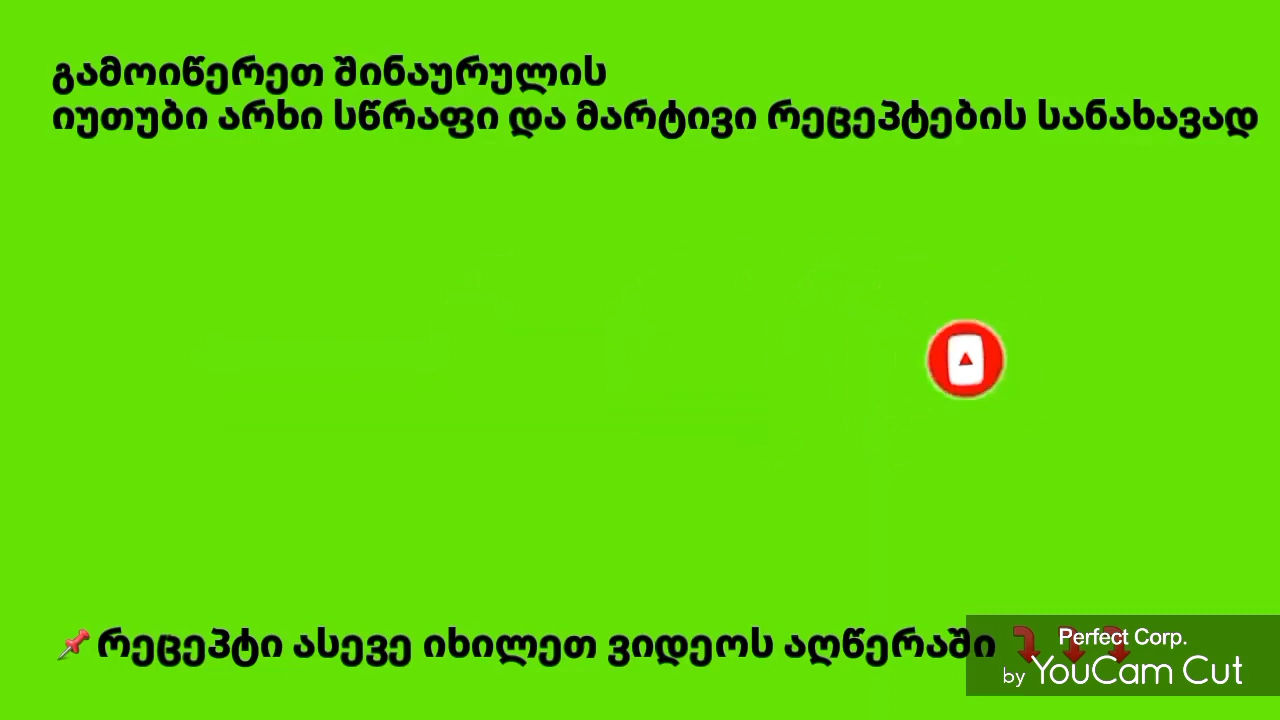 გამოიწერეთ შინაურულის
იუთუბი არხი სწრაფი და მარტივი რეცეპტების სანახავად
📌რეცეპტი ასევე იხილეთ ვიდეოს აღწერაში ⤵⤵⤵
Perfect Corp.
by YouCam Cut